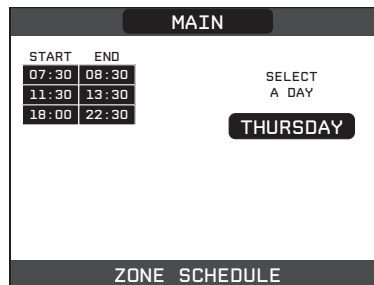 MAIN
START END
07:30 08:30
11:30 13:30
18:00 22:30
SELECT
A DAY
THURSDAY
ZONE SCHEDULE